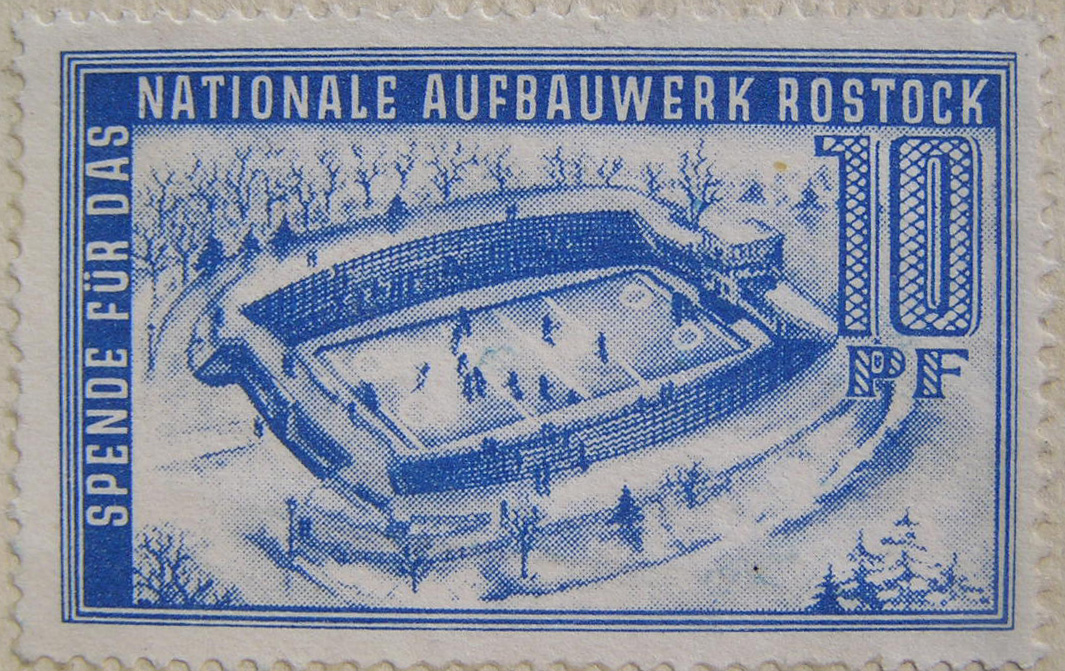 SPENDE FÜR DAS
NATIONALE AUFBAUWERK ROSTOCK
10
PF